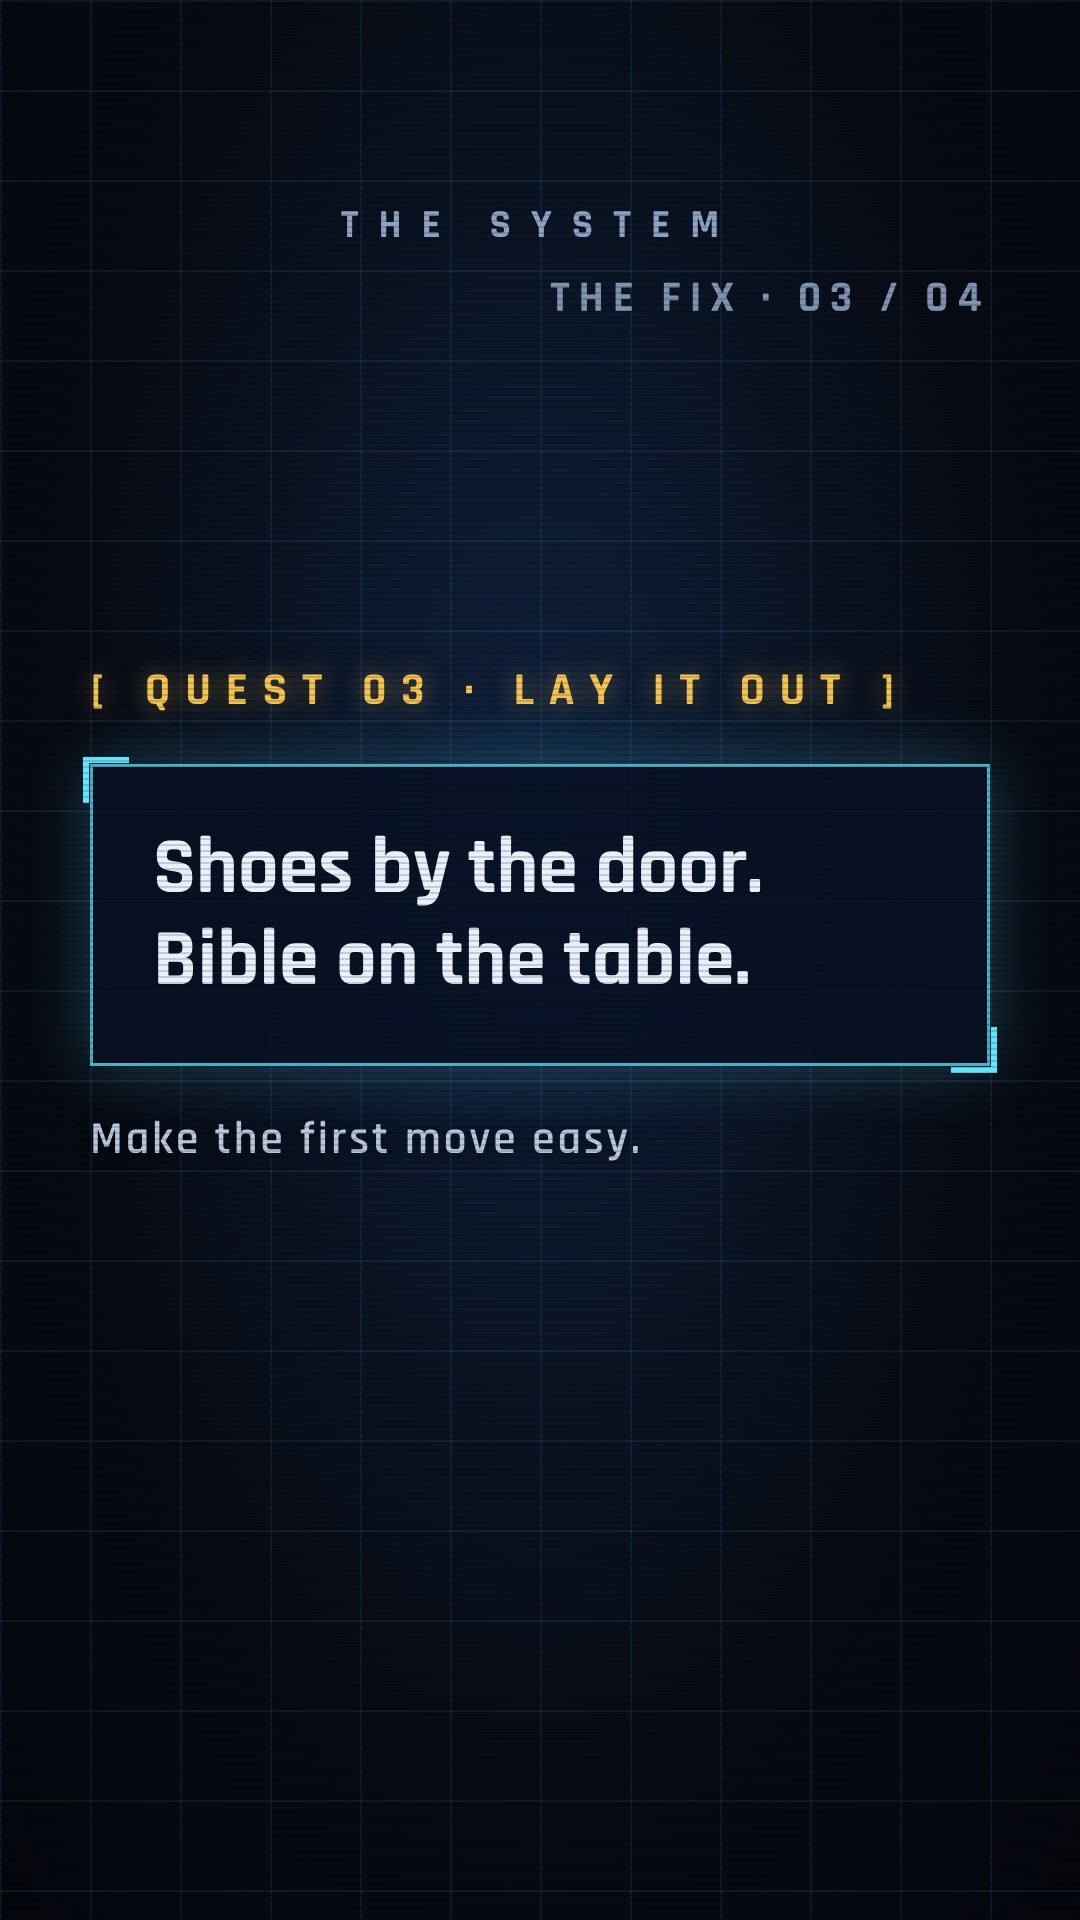 THE SYSTEM
THE FIX · 03 / 04
[ QUEST 03 · LAY IT OUT ]
Shoes by the door.
Bible on the table.
Make the first move easy.